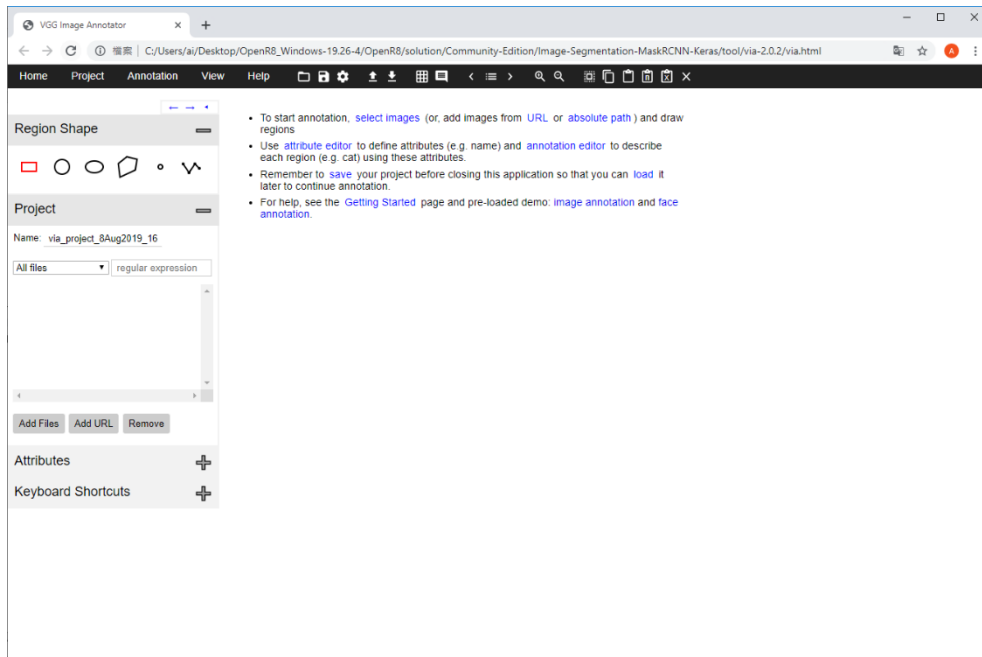 VGG Image Annotator
檔案 | C:/Users/ai/Desktop/OpenR8_Windows-19.26-4/OpenR8/solution/Community-Edition/Image-Segmentation-MaskRCNN-Keras/tool/via-2.0.2/via.html
A
Home Project Annotation View Help
Region Shape
Project
Name: via_project_8Aug2019_16
All files regular expression
Add Files Add URL Remove
Attributes
Keyboard Shortcuts
• To start annotation, select images (or, add images from URL or absolute path ) and draw
regions
• Use attribute editor to define attributes (e.g. name) and annotation editor to describe
each region (e.g. cat) using these attributes.
• Remember to save your project before closing this application so that you can load it
later to continue annotation.
• For help, see the Getting Started page and pre-loaded demo: image annotation and face
annotation.